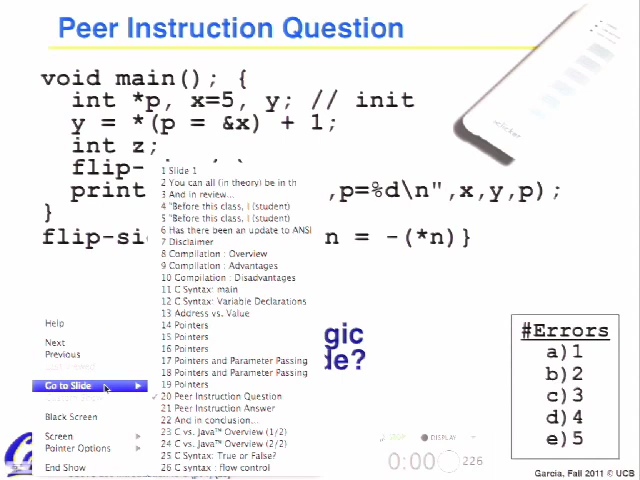 Peer Instruction Question
void main(); {
int *p, x=5, y; // init
y = *(p = &x) + 1;
int z;
flip-
print ,p=%d\n",x,y,p);
}
flip-si n = -(*n)}
1 Slide 1
2 You can all (in theory) be in th
3 And in review...
4 "Before this class, I (student)
5 "Before this class, I (student)
6 Has there been an update to ANSI
7 Disclaimer
8 Compilation : Overview
9 Compilation : Advantages
10 Compilation : Disadvantages
11 C Syntax: main
12 C Syntax: Variable Declarations
13 Address vs. Value
14 Pointers
15 Pointers
16 Pointers
17 Pointers and Parameter Passing
18 Pointers and Parameter Passing
19 Pointers
✓ 20 Peer Instruction Question
21 Peer Instruction Answer
22 And in conclusion...
23 C vs. Java™ Overview (1/2)
24 C vs. Java™ Overview (2/2)
25 C Syntax: True or False?
26 C syntax : flow control
Help
Next
Previous
Go to Slide
Black Screen
Screen
Pointer Options
End Show
gic
le?
#Errors
a)1
b)2
c)3
d)4
e)5
STOP DISPLAY
0:00 226
Garcia, Fall 2011 © UCB